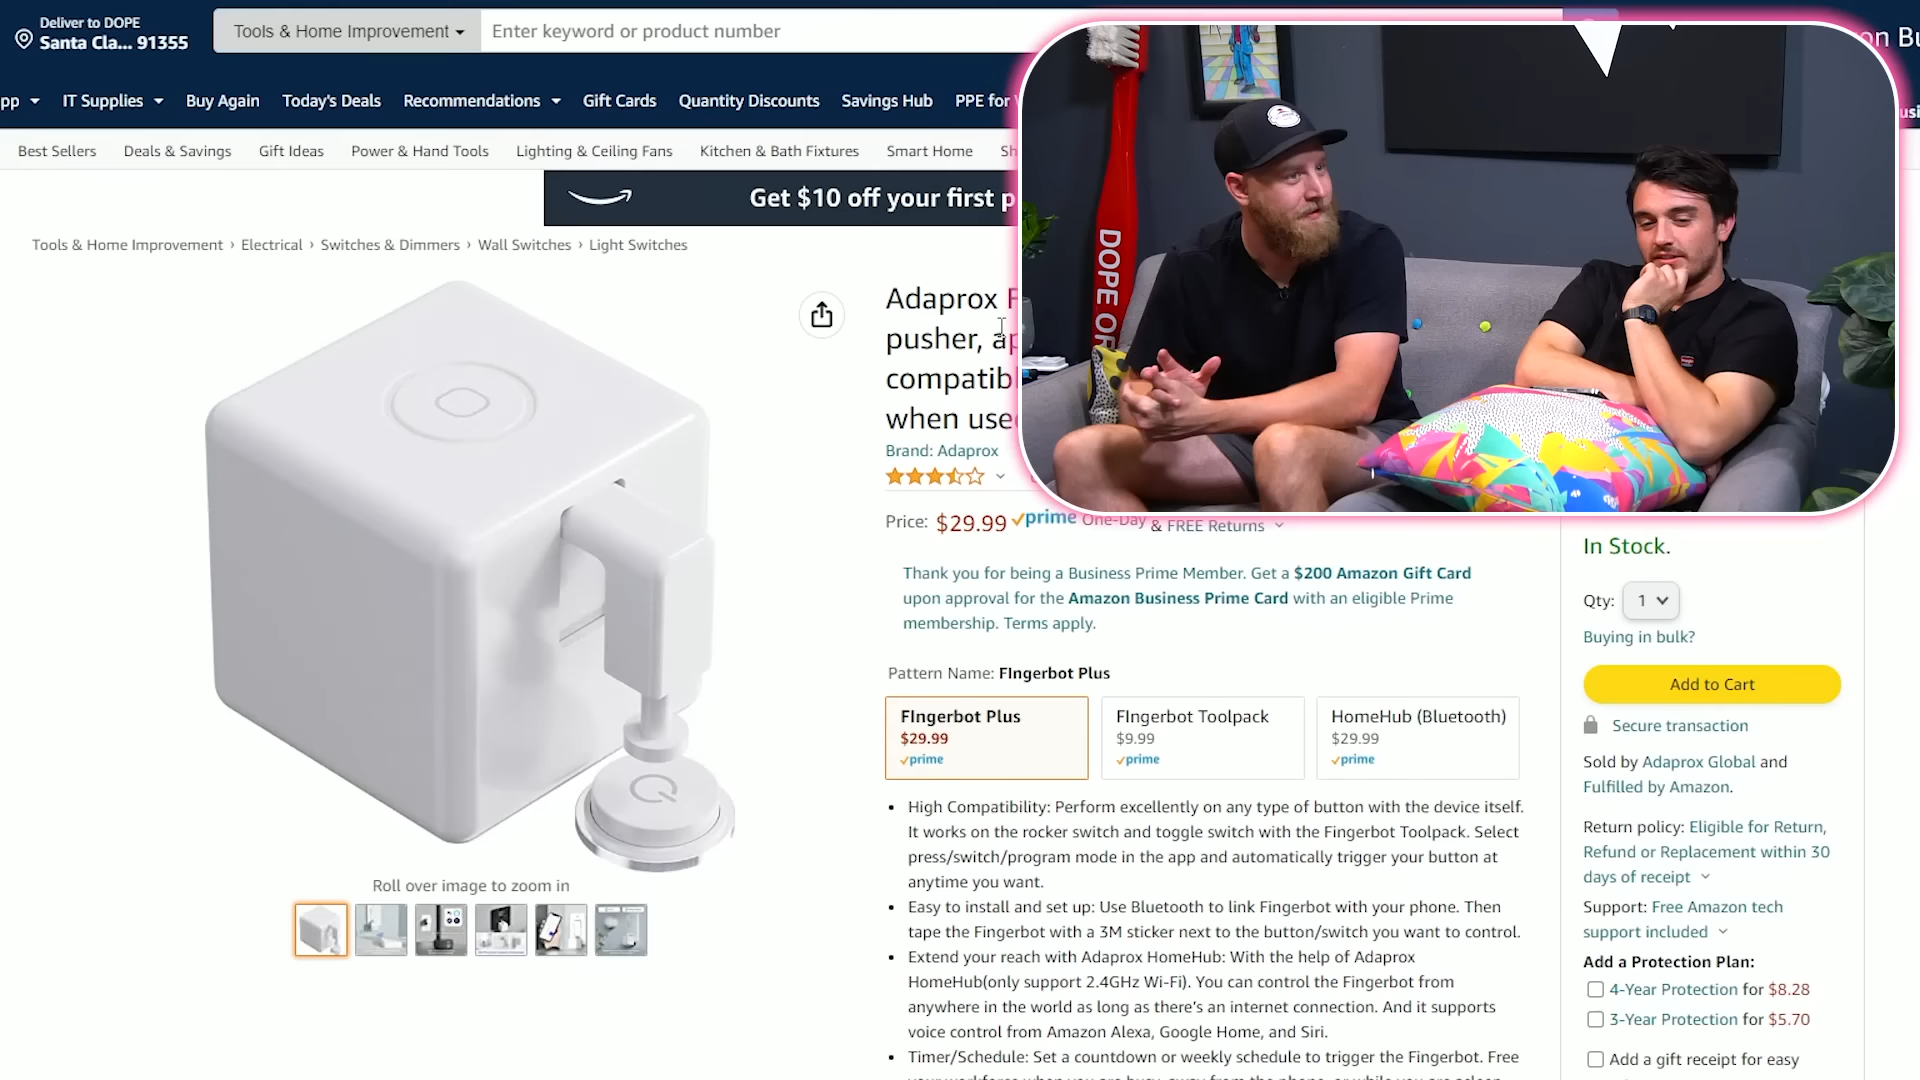 Deliver to DOPE
Santa Cla... 91355
Tools & Home Improvement
Enter keyword or product number
on Bu
pp
IT Supplies
Buy Again
Today's Deals
Recommendations
Gift Cards
Quantity Discounts
Savings Hub
PPE for
Best Sellers
Deals & Savings
Gift Ideas
Power & Hand Tools
Lighting & Ceiling Fans
Kitchen & Bath Fixtures
Smart Home
Sh
Get $10 off your first p
Tools & Home Improvement › Electrical › Switches & Dimmers › Wall Switches › Light Switches
DOPE OR
Adaprox F
pusher, ap
compatibl
when use
Brand: Adaprox
Price: $29.99 prime One-Day & FREE Returns
Thank you for being a Business Prime Member. Get a $200 Amazon Gift Card
upon approval for the Amazon Business Prime Card with an eligible Prime
membership. Terms apply.
Pattern Name: FIngerbot Plus
FIngerbot Plus
$29.99
prime
FIngerbot Toolpack
$9.99
prime
HomeHub (Bluetooth)
$29.99
prime
• High Compatibility: Perform excellently on any type of button with the device itself.
It works on the rocker switch and toggle switch with the Fingerbot Toolpack. Select
press/switch/program mode in the app and automatically trigger your button at
anytime you want.
• Easy to install and set up: Use Bluetooth to link Fingerbot with your phone. Then
tape the Fingerbot with a 3M sticker next to the button/switch you want to control.
• Extend your reach with Adaprox HomeHub: With the help of Adaprox
HomeHub(only support 2.4GHz Wi-Fi). You can control the Fingerbot from
anywhere in the world as long as there's an internet connection. And it supports
voice control from Amazon Alexa, Google Home, and Siri.
• Timer/Schedule: Set a countdown or weekly schedule to trigger the Fingerbot. Free
Roll over image to zoom in
In Stock.
Qty: 1
Buying in bulk?
Add to Cart
Secure transaction
Sold by Adaprox Global and
Fulfilled by Amazon.
Return policy: Eligible for Return,
Refund or Replacement within 30
days of receipt
Support: Free Amazon tech
support included
Add a Protection Plan:
4-Year Protection for $8.28
3-Year Protection for $5.70
Add a gift receipt for easy